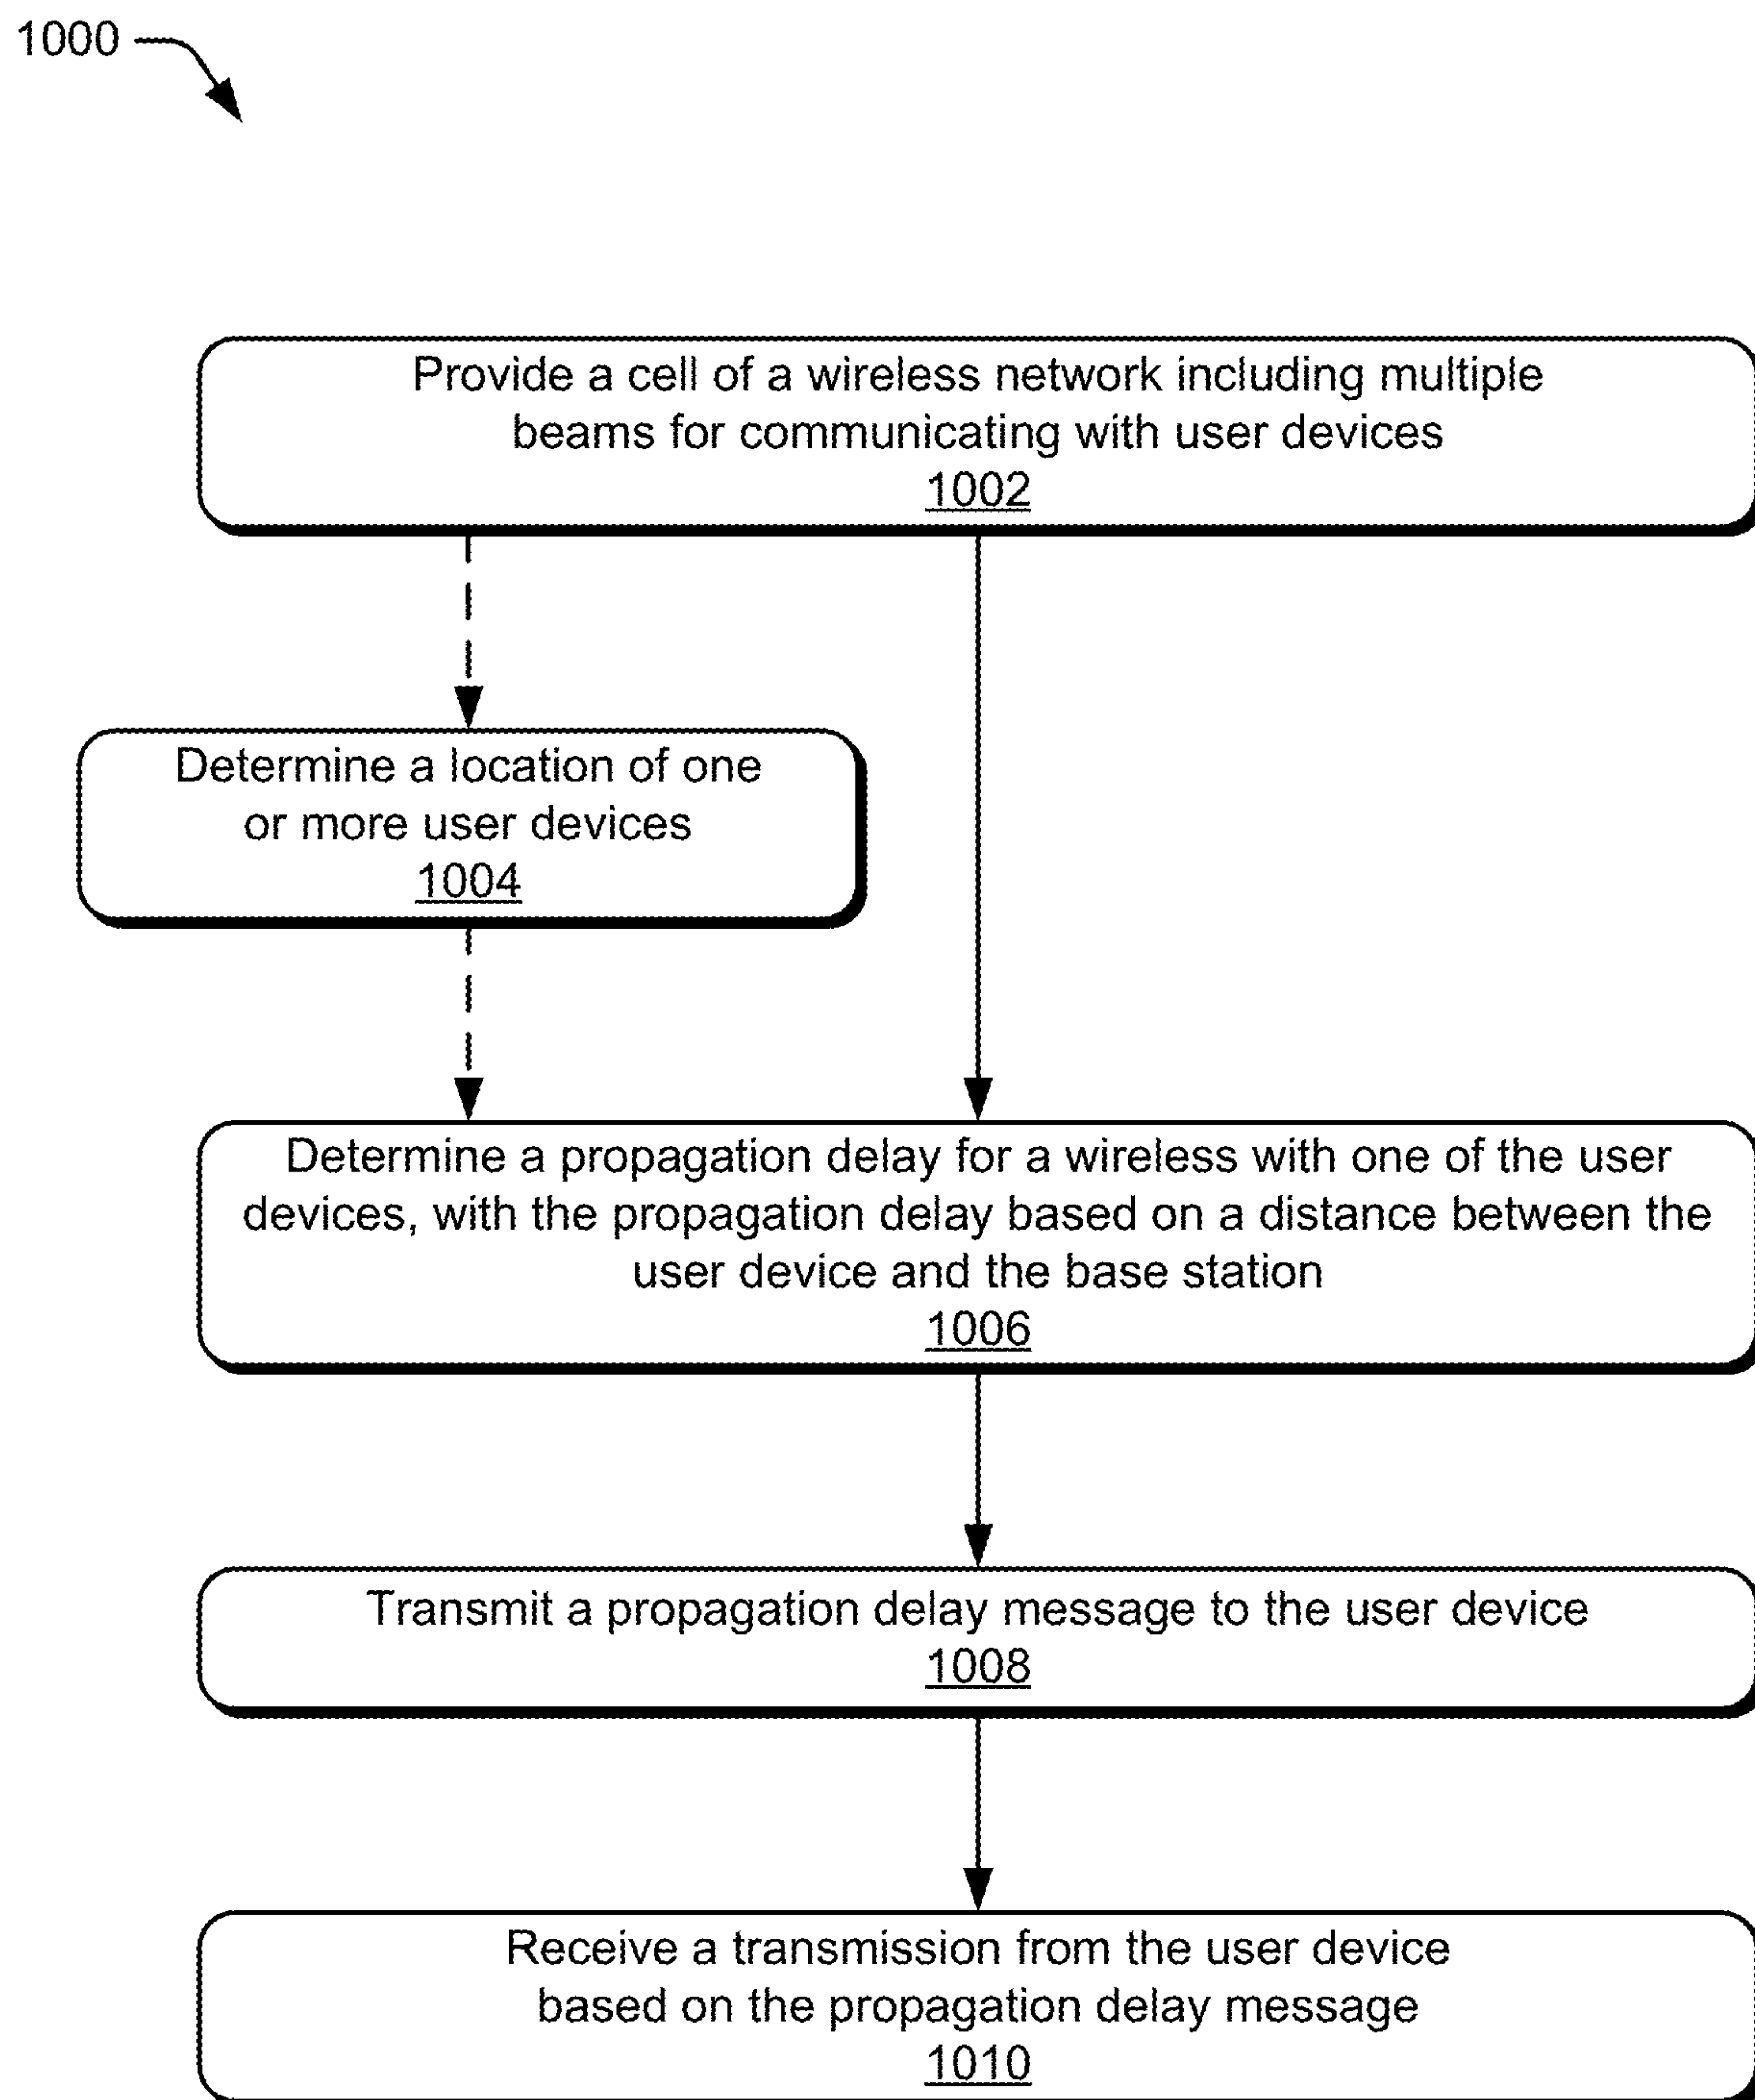 1000
Provide a cell of a wireless network including multiple
beams for communicating with user devices
1002
Determine a location of one
or more user devices
1004
Determine a propagation delay for a wireless with one of the user
devices, with the propagation delay based on a distance between the
user device and the base station
1006
Transmit a propagation delay message to the user device
1008
Receive a transmission from the user device
based on the propagation delay message
1010